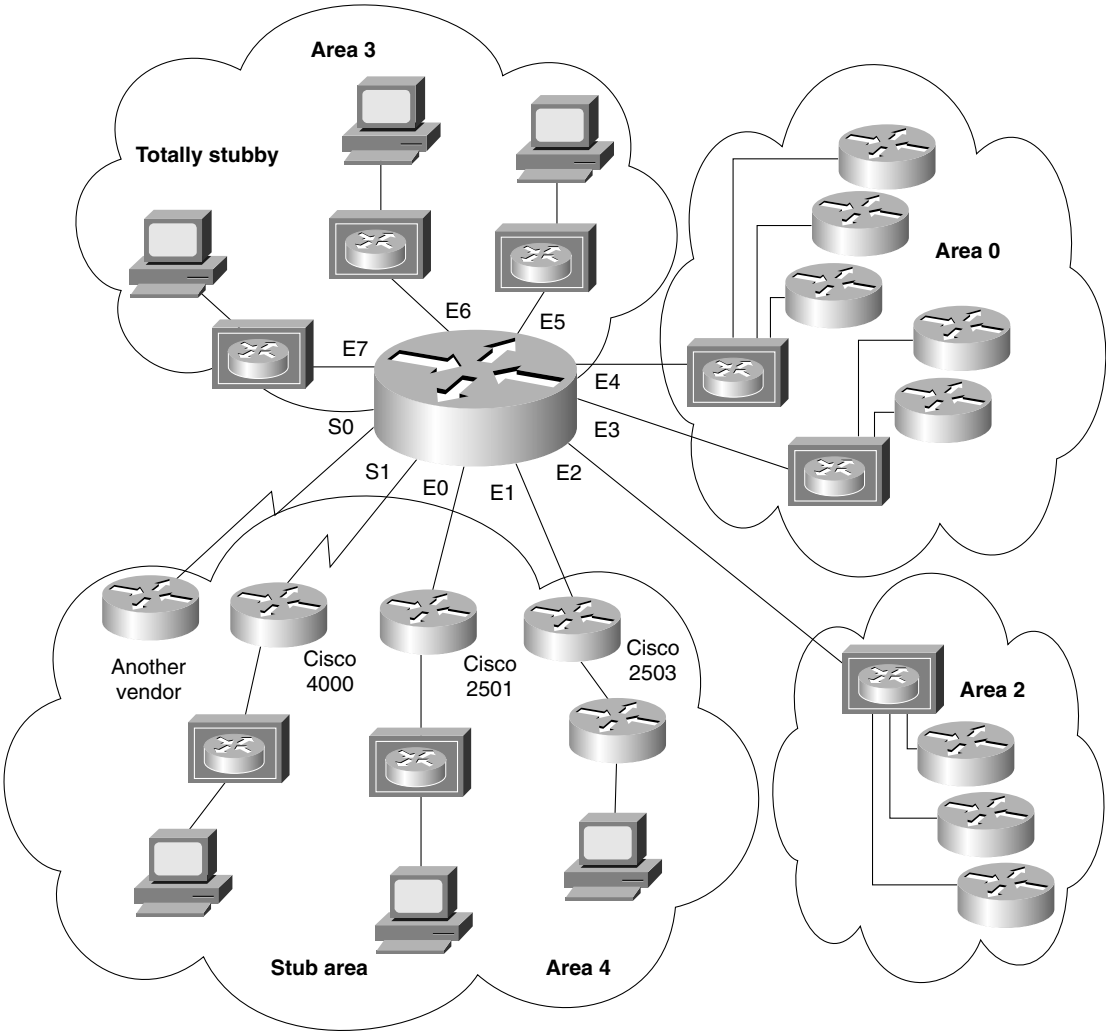 Area 3
Totally stubby
Area 0
E6
E5
E7
E4
S0
E3
S1
E0
E1
E2
Another
vendor
Cisco
4000
Cisco
2501
Cisco
2503
Area 2
Stub area
Area 4